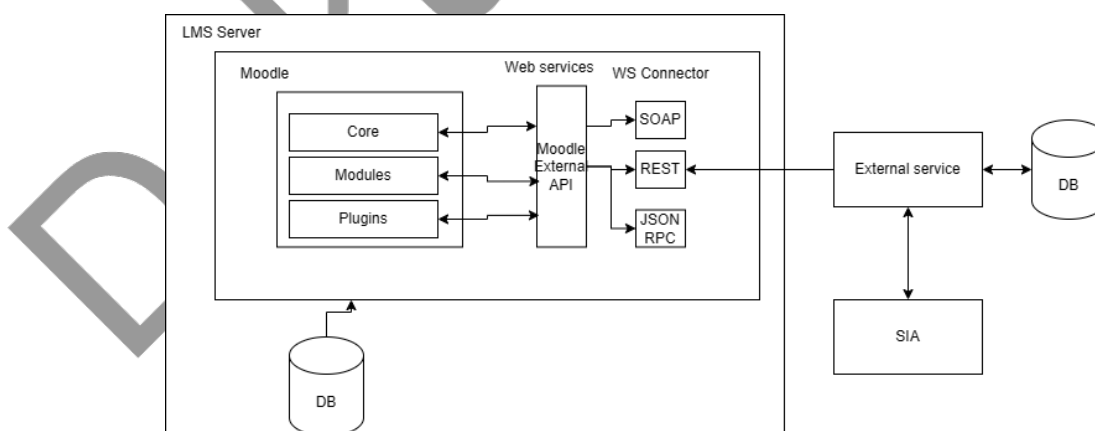 LMS Server
Moodle
Web services
WS Connector
Core
Modules
Plugins
Moodle
External
API
SOAP
REST
JSON
RPC
External service
DB
SIA
DB